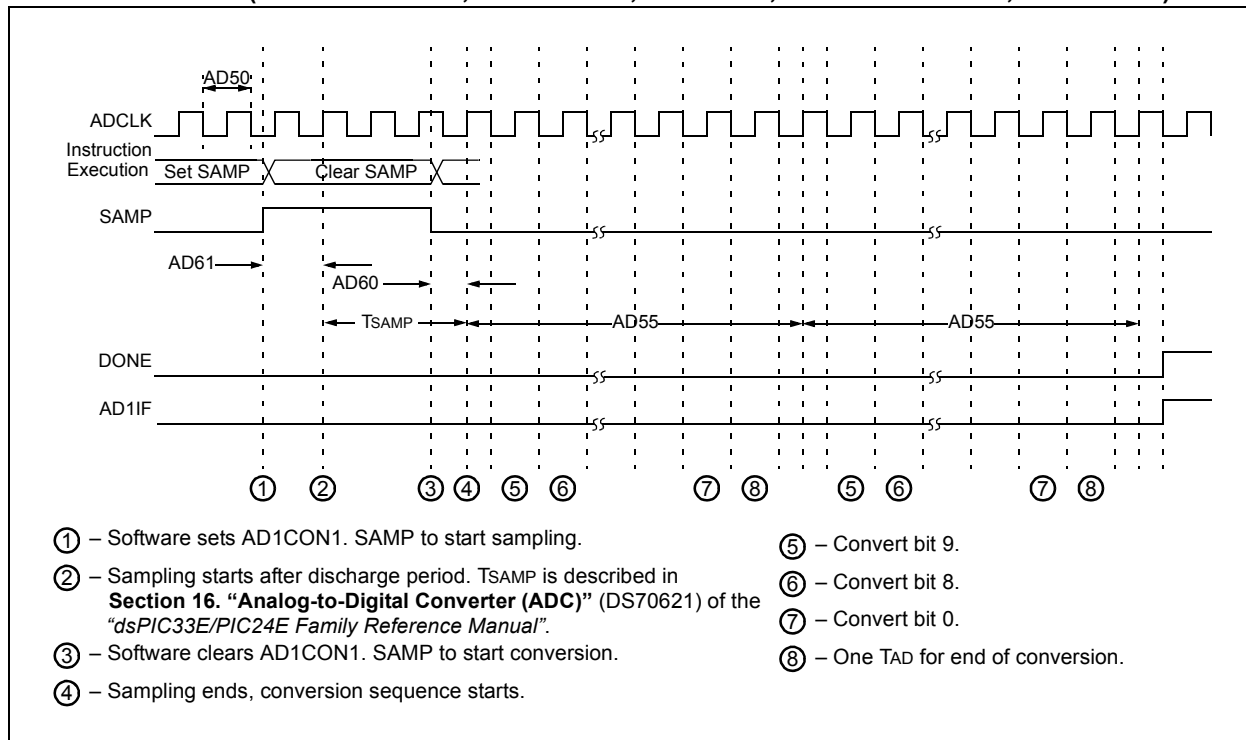 AD50
ADCLK
Instruction
Execution
Set SAMP
Clear SAMP
SAMP
AD61
AD60
TSAMP
AD55
AD55
DONE
AD1IF
1 2 3 4 5 6 7 8 5 6 7 8
1 – Software sets AD1CON1. SAMP to start sampling.
2 – Sampling starts after discharge period. TSAMP is described in
Section 16. “Analog-to-Digital Converter (ADC)” (DS70621) of the
“dsPIC33E/PIC24E Family Reference Manual”.
3 – Software clears AD1CON1. SAMP to start conversion.
4 – Sampling ends, conversion sequence starts.
5 – Convert bit 9.
6 – Convert bit 8.
7 – Convert bit 0.
8 – One TAD for end of conversion.